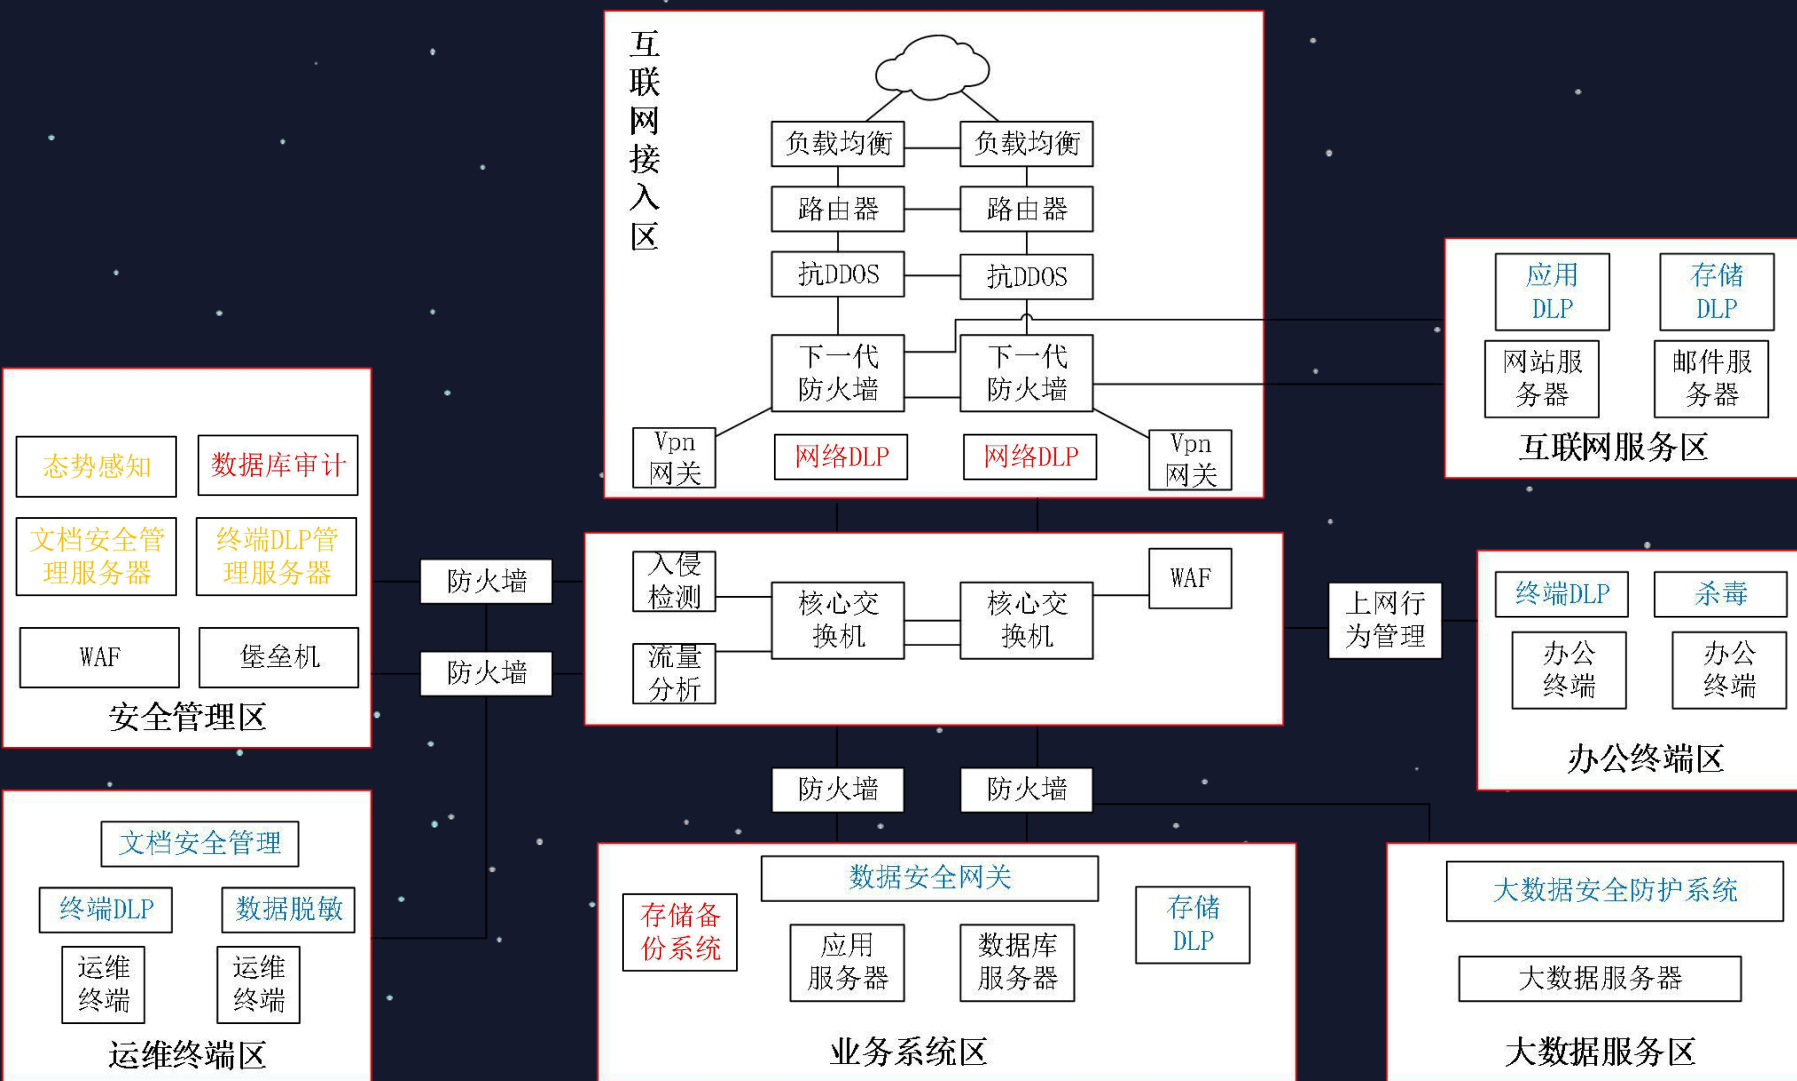 互
联
网
接
入
区
负载均衡
负载均衡
路由器
路由器
抗DDOS
抗DDOS
下一代
防火墙
下一代
防火墙
Vpn
网关
网络DLP
网络DLP
Vpn
网关
应用
DLP
存储
DLP
网站服
务器
邮件服
务器
互联网服务区
态势感知
数据库审计
文档安全管
理服务器
终端DLP管
理服务器
WAF
堡垒机
安全管理区
防火墙
防火墙
入侵
检测
流量
分析
核心交
换机
核心交
换机
WAF
上网行
为管理
终端DLP
杀毒
办公
终端
办公
终端
办公终端区
防火墙
防火墙
文档安全管理
终端DLP
数据脱敏
运维
终端
运维
终端
运维终端区
数据安全网关
存储备
份系统
应用
服务器
数据库
服务器
存储
DLP
业务系统区
大数据安全防护系统
大数据服务器
大数据服务区